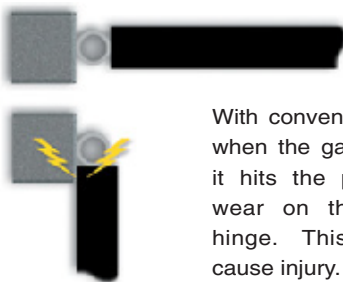 With conven
when the ga
it hits the
wear on th
hinge. This
cause injury.